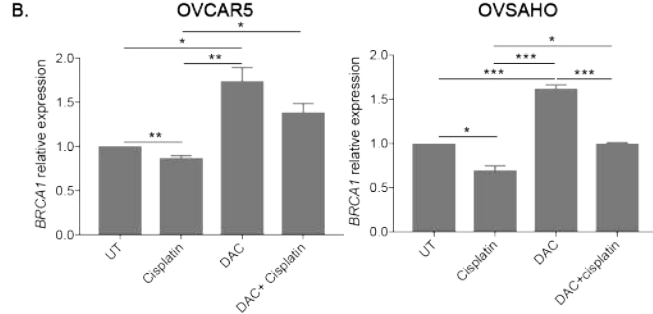 B.
OVCAR5
OVSAHO
BRCA1 relative expression
2.0
1.5
1.0
0.5
0.0
*
*
**
**
UT
Cisplatin
DAC
DAC+ Cisplatin
BRCA1 relative expression
2.0
1.5
1.0
0.5
0.0
*
***
***
***
*
UT
Cisplatin
DAC
DAC+cisplatin